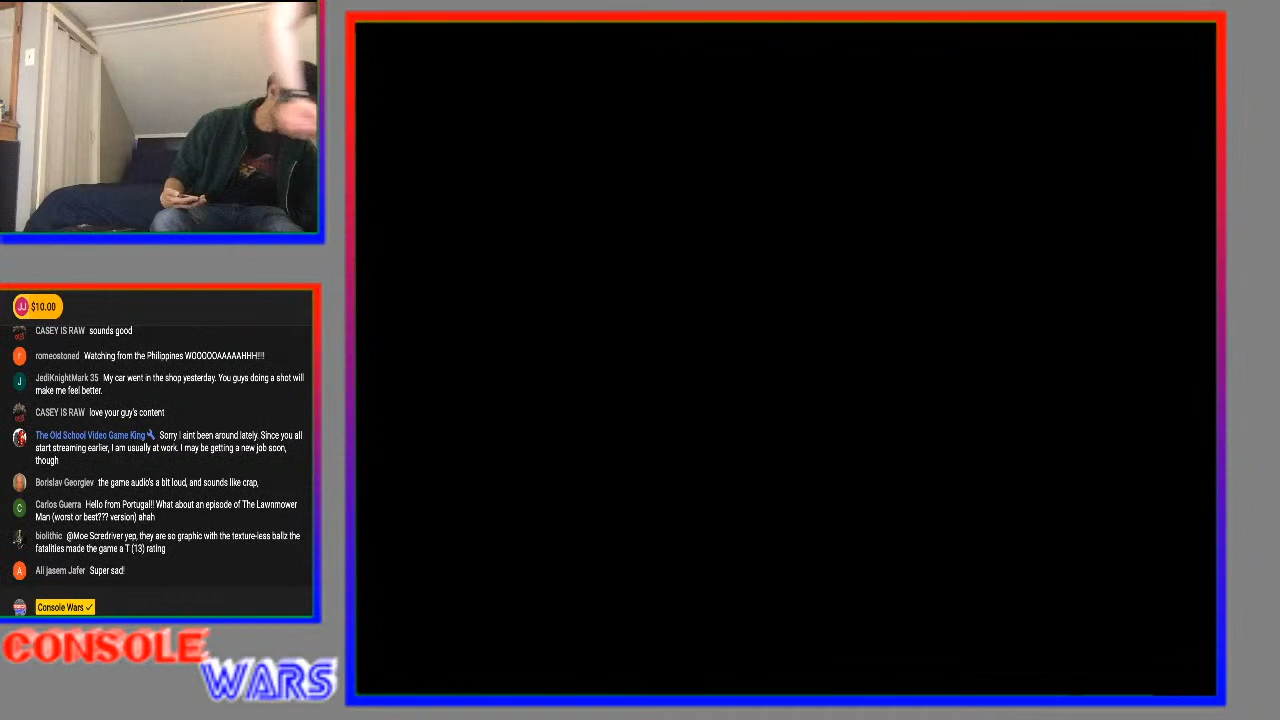 JJ $10.00
CASEY IS RAW sounds good
r romeostoned Watching from the Philippines WOOOOOAAAAAHHH!!!!
J JediKnightMark 35 My car went in the shop yesterday. You guys doing a shot will
make me feel better.
CASEY IS RAW love your guy's content
The Old School Video Game King Sorry I aint been around lately. Since you all
start streaming earlier, I am usually at work. I may be getting a new job soon,
though
Borislav Georgiev the game audio's a bit loud, and sounds like crap,
C Carlos Guerra Hello from Portugal!! What about an episode of The Lawnmower
Man (worst or best??? version) ahah
biolithic @Moe Scredriver yep, they are so graphic with the texture-less ballz the
fatalities made the game a T (13) rating
A Ali jasem Jafer Super sad!
Console Wars ✓
CONSOLE
WARS